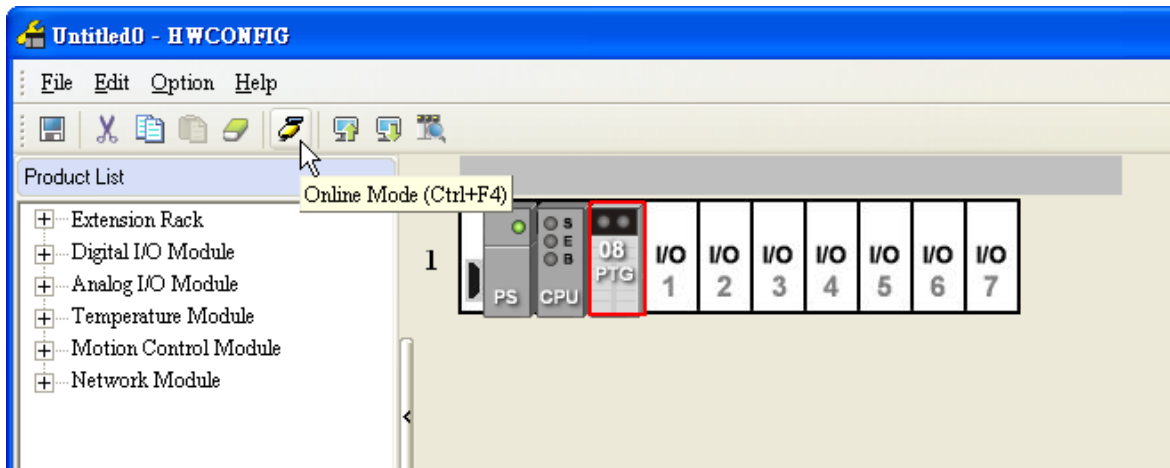 Untitled0 - HWCONFIG
File Edit Option Help
Product List
Online Mode (Ctrl+F4)
Extension Rack
Digital I/O Module
Analog I/O Module
Temperature Module
Motion Control Module
Network Module
1
PS
S
E
B
CPU
08
PTG
I/O I/O I/O I/O I/O I/O I/O
1 2 3 4 5 6 7